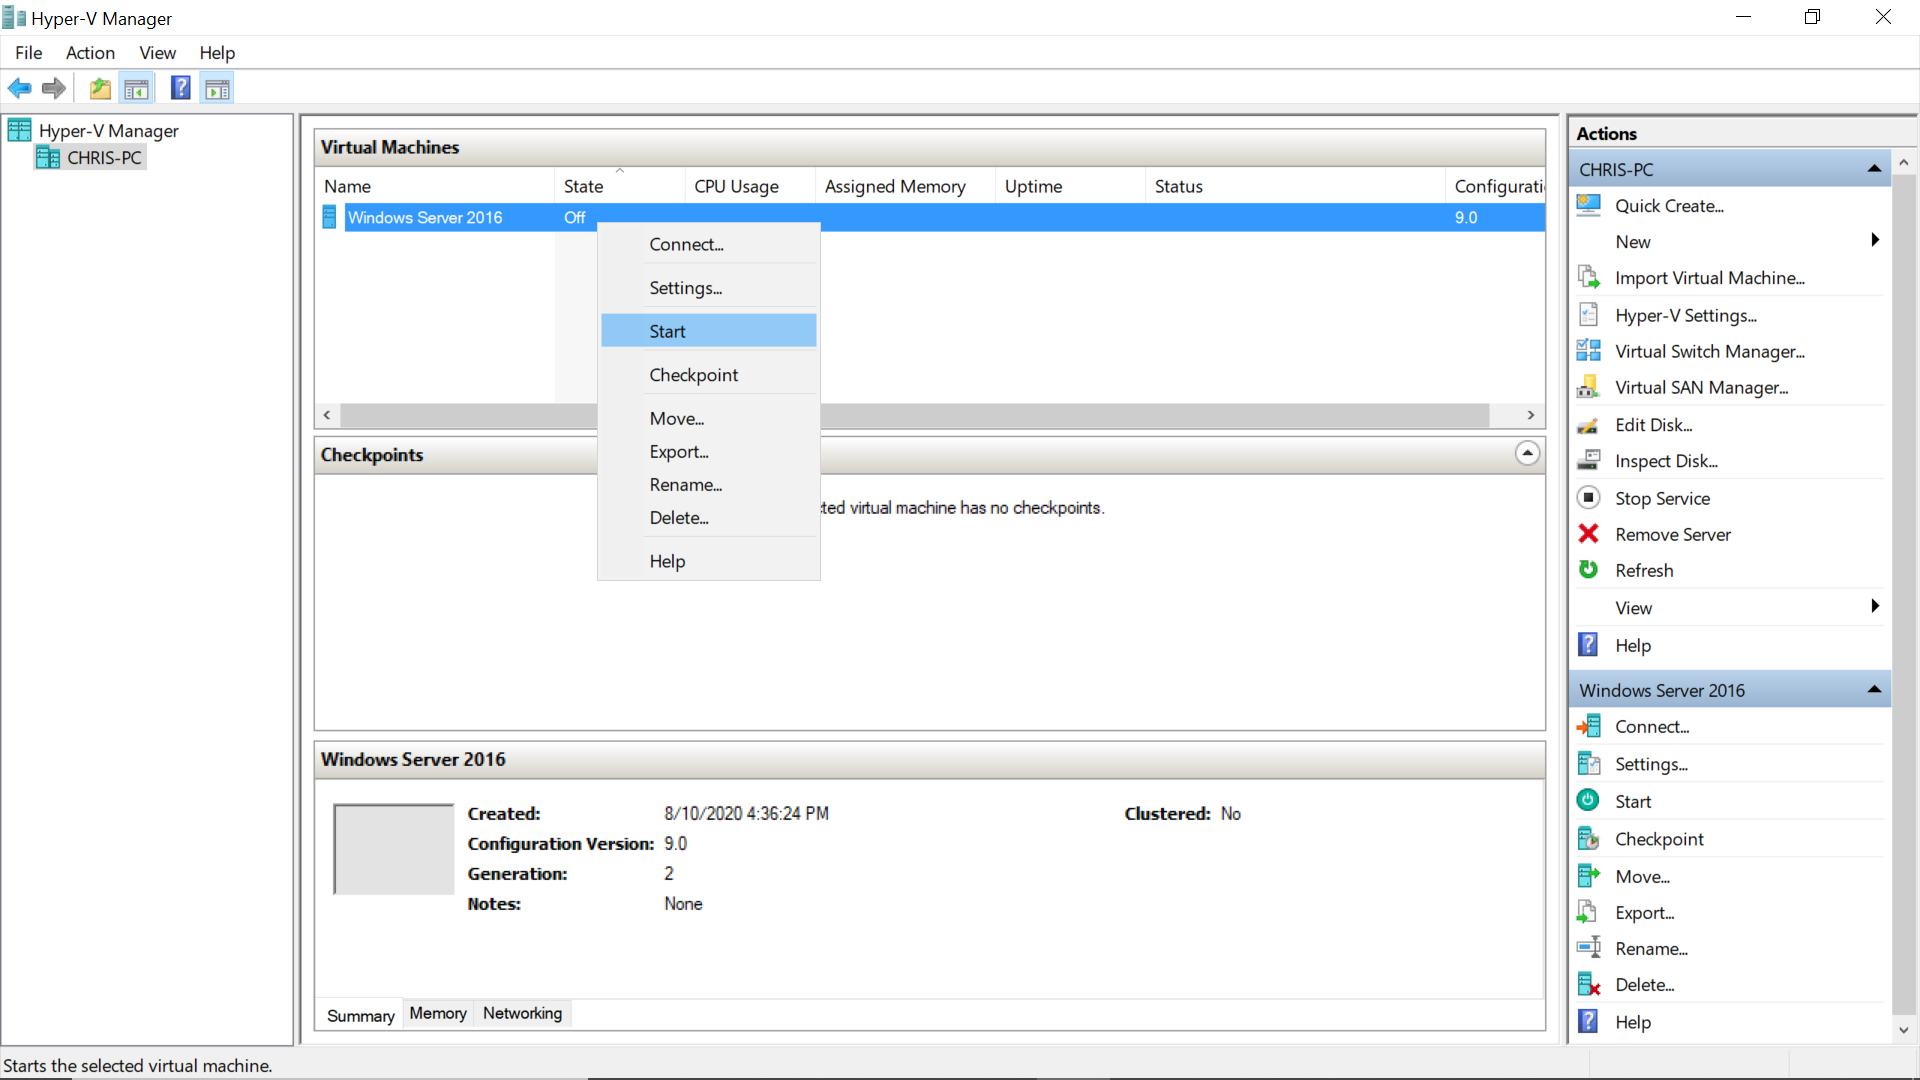 Hyper-V Manager
File Action View Help
Hyper-V Manager
CHRIS-PC
Virtual Machines
Name State CPU Usage Assigned Memory Uptime Status Configurati
Windows Server 2016 Off 9.0
Connect...
Settings...
Start
Checkpoint
Move...
Export...
Rename...
Delete...
Help
Checkpoints
cted virtual machine has no checkpoints.
Windows Server 2016
Created: 8/10/2020 4:36:24 PM Clustered: No
Configuration Version: 9.0
Generation: 2
Notes: None
Summary Memory Networking
Actions
CHRIS-PC
Quick Create...
New
Import Virtual Machine...
Hyper-V Settings...
Virtual Switch Manager...
Virtual SAN Manager...
Edit Disk...
Inspect Disk...
Stop Service
Remove Server
Refresh
View
Help
Windows Server 2016
Connect...
Settings...
Start
Checkpoint
Move...
Export...
Rename...
Delete...
Help
Starts the selected virtual machine.